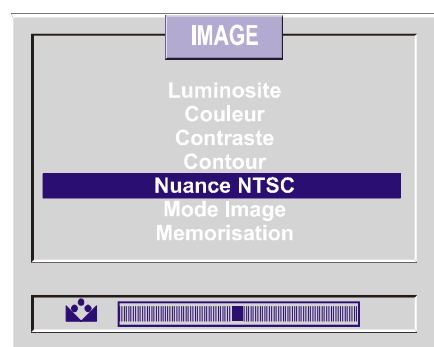 IMAGE
Luminosite
Couleur
Contraste
Contour
Nuance NTSC
Mode Image
Memorisation